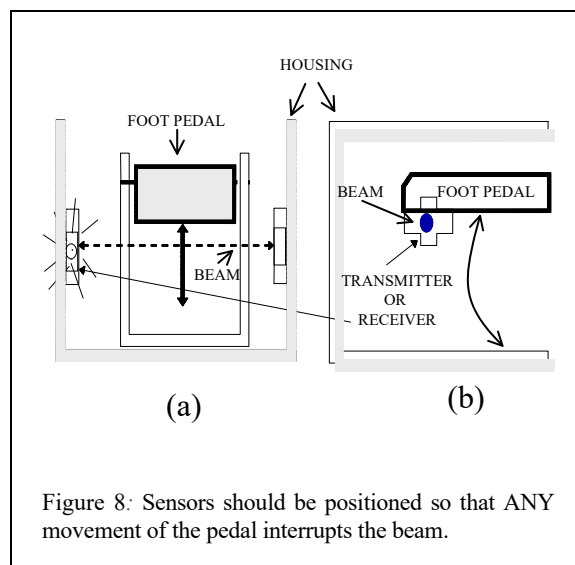 HOUSING
FOOT PEDAL
BEAM
FOOT PEDAL
BEAM
TRANSMITTER
OR
RECEIVER
(a)
(b)
Figure 8: Sensors should be positioned so that ANY
movement of the pedal interrupts the beam.